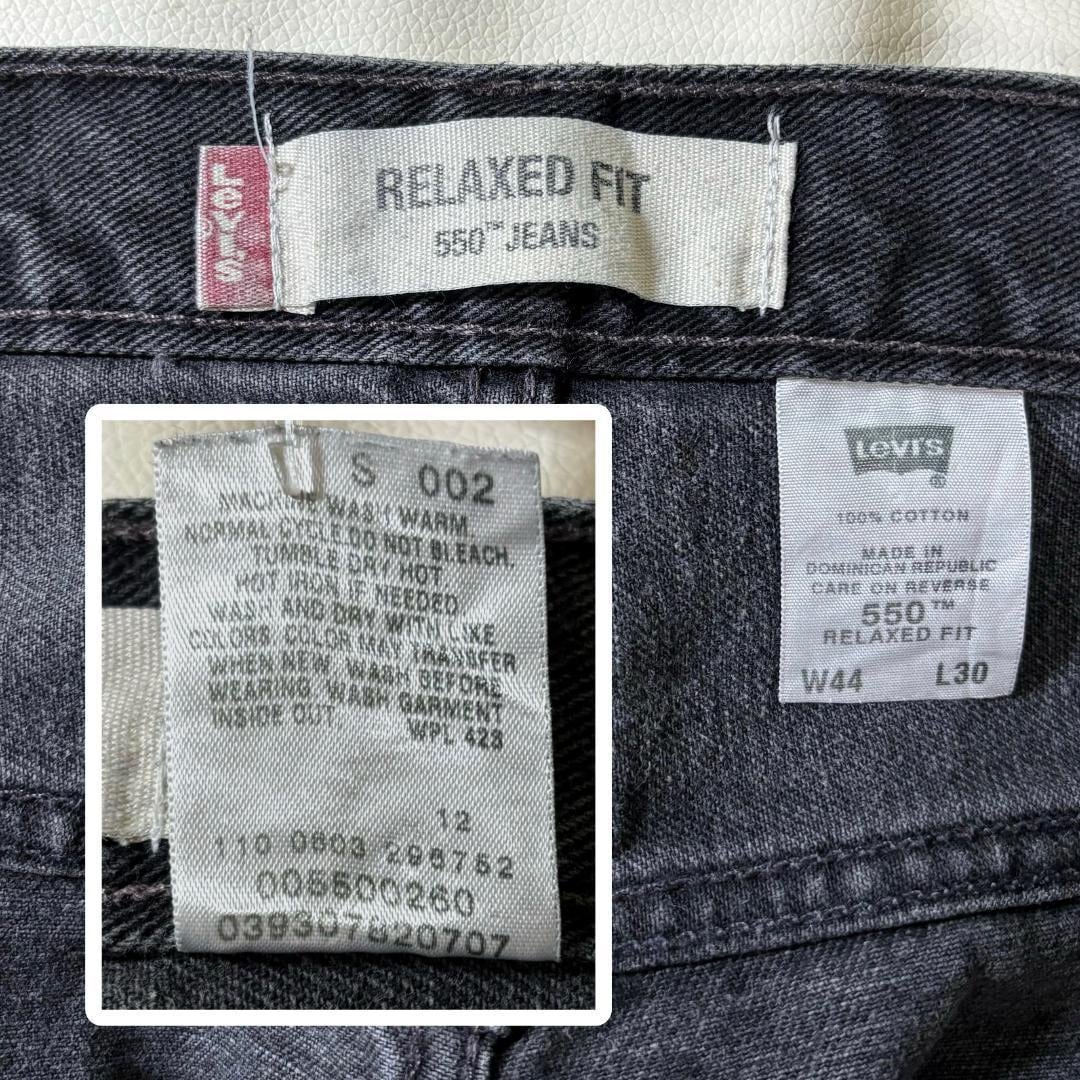 Levi's
RELAXED FIT
550™ JEANS
LEVI'S
®
100% COTTON
MADE IN
DOMINICAN REPUBLIC
CARE ON REVERSE
550™
RELAXED FIT
W44 L30
S 002
MACHINE WASH WARM,
NORMAL CYCLE.DO NOT BLEACH.
TUMBLE DRY HOT
HOT IRON IF NEEDED
WASH AND DRY WITH LIKE
COLORS. COLOR MAY TRANSFER
WHEN NEW, WASH BEFORE
WEARING, WASH GARMENT
INSIDE OUT
WPL 423
12
110 0603 296752
005500260
039307820707